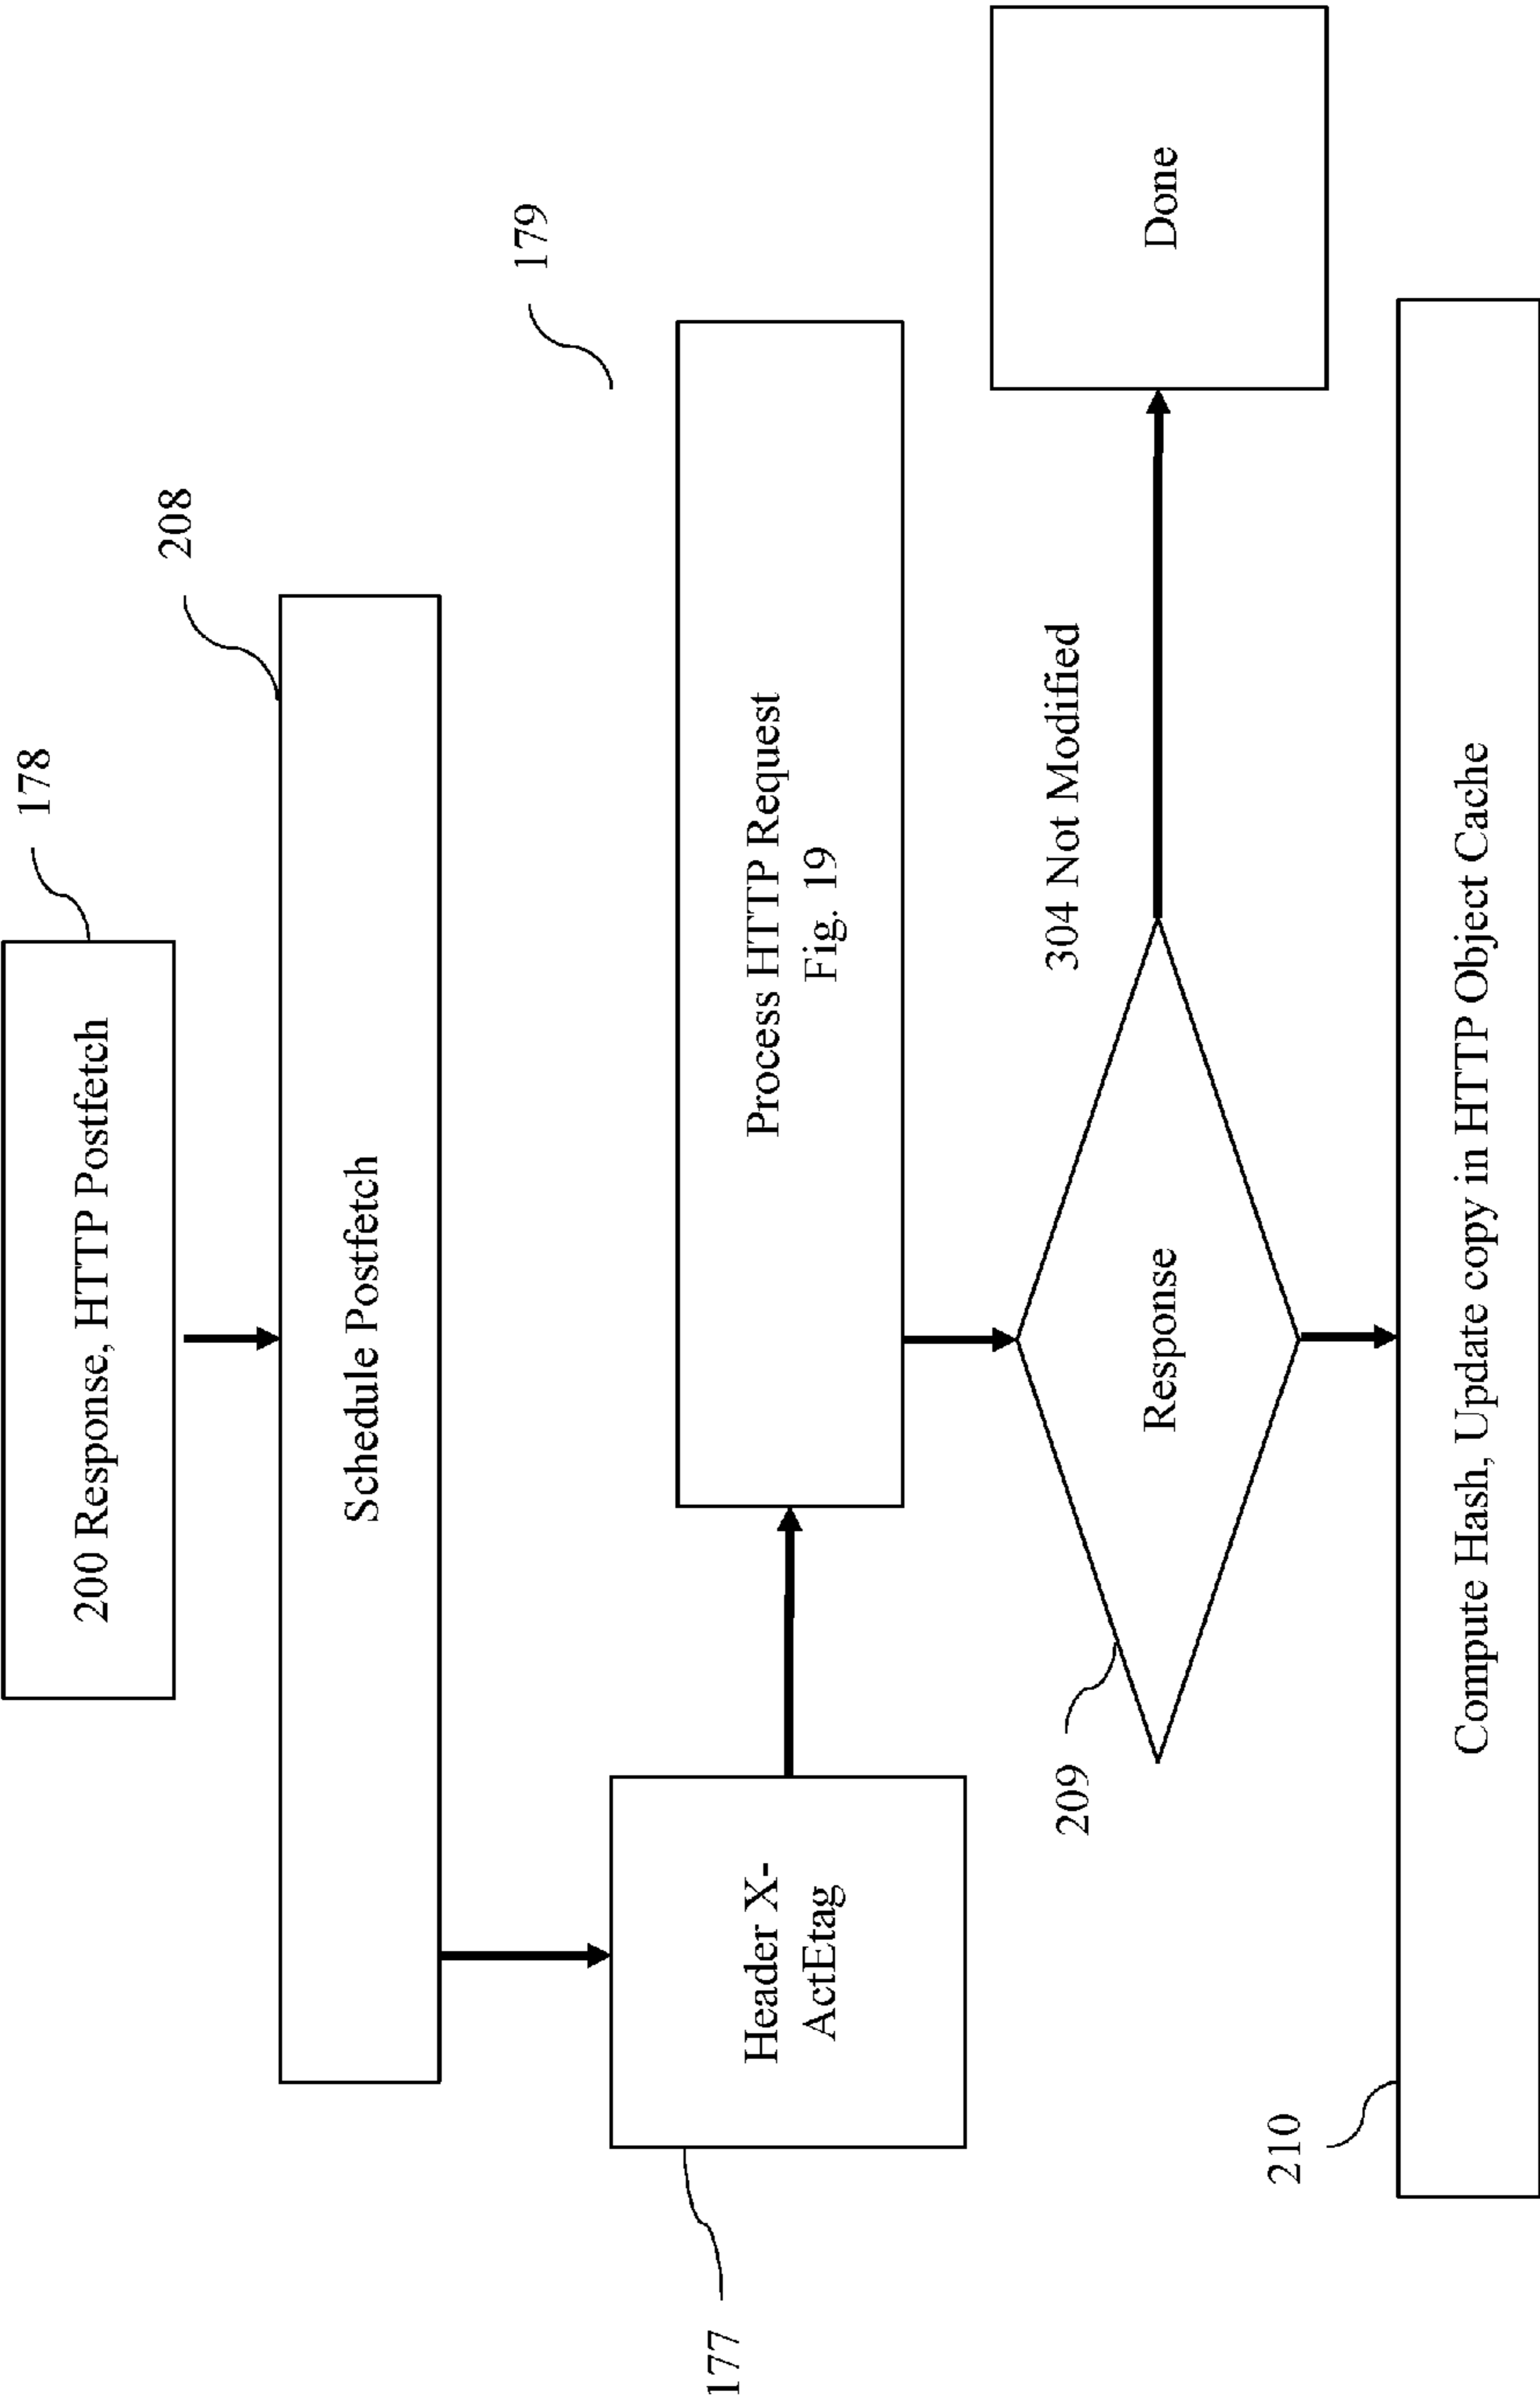 178
200 Response, HTTP Postfetch
208
Schedule Postfetch
179
177
Header X-
ActEtag
Process HTTP Request
Fig. 19
209
Response
304 Not Modified
Done
210
Compute Hash, Update copy in HTTP Object Cache